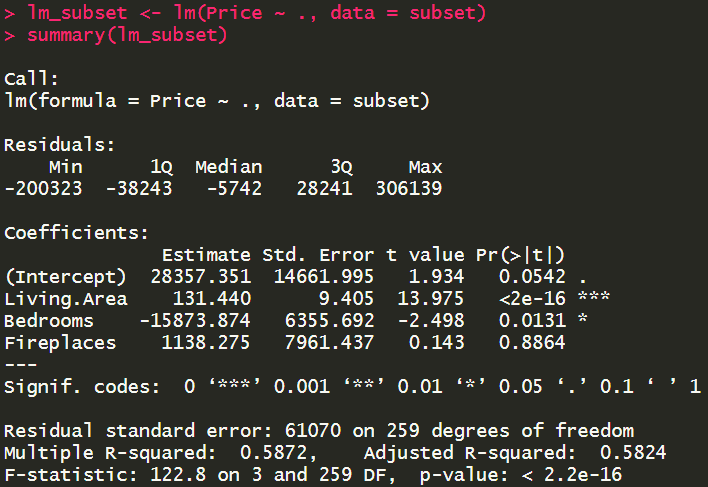 > lm_subset <- lm(Price ~ ., data = subset)
> summary(lm_subset)
Call:
lm(formula = Price ~ ., data = subset)
Residuals:
    Min      1Q  Median      3Q     Max
-200323  -38243   -5742   28241  306139
Coefficients:
              Estimate Std. Error t value Pr(>|t|)
(Intercept)  28357.351  14661.995   1.934   0.0542 .
Living.Area    131.440      9.405  13.975   <2e-16 ***
Bedrooms    -15873.874   6355.692  -2.498   0.0131 *
Fireplaces    1138.275   7961.437   0.143   0.8864
---
Signif. codes:  0 ‘***’ 0.001 ‘**’ 0.01 ‘*’ 0.05 ‘.’ 0.1 ‘ ’ 1
Residual standard error: 61070 on 259 degrees of freedom
Multiple R-squared:  0.5872,    Adjusted R-squared:  0.5824
F-statistic: 122.8 on 3 and 259 DF,  p-value: < 2.2e-16